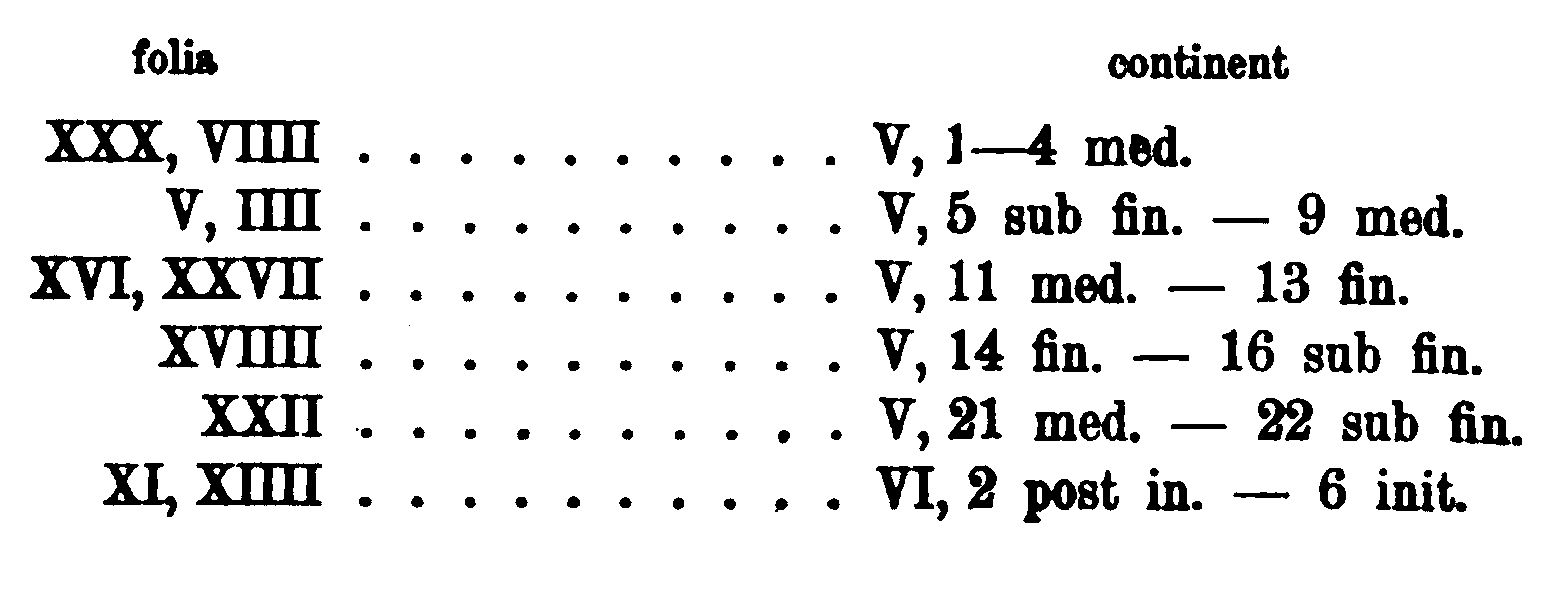 folia continent
XXX, VIIII . . . . . . . . . . V, 1—4 med.
V, IIII . . . . . . . . . . V, 5 sub fin. — 9 med.
XVI, XXVII . . . . . . . . . . V, 11 med. — 13 fin.
XVIIII . . . . . . . . . . V, 14 fin. — 16 sub fin.
XXII . . . . . . . . . . V, 21 med. — 22 sub fin.
XI, XIIII . . . . . . . . . . VI, 2 post in. — 6 init.